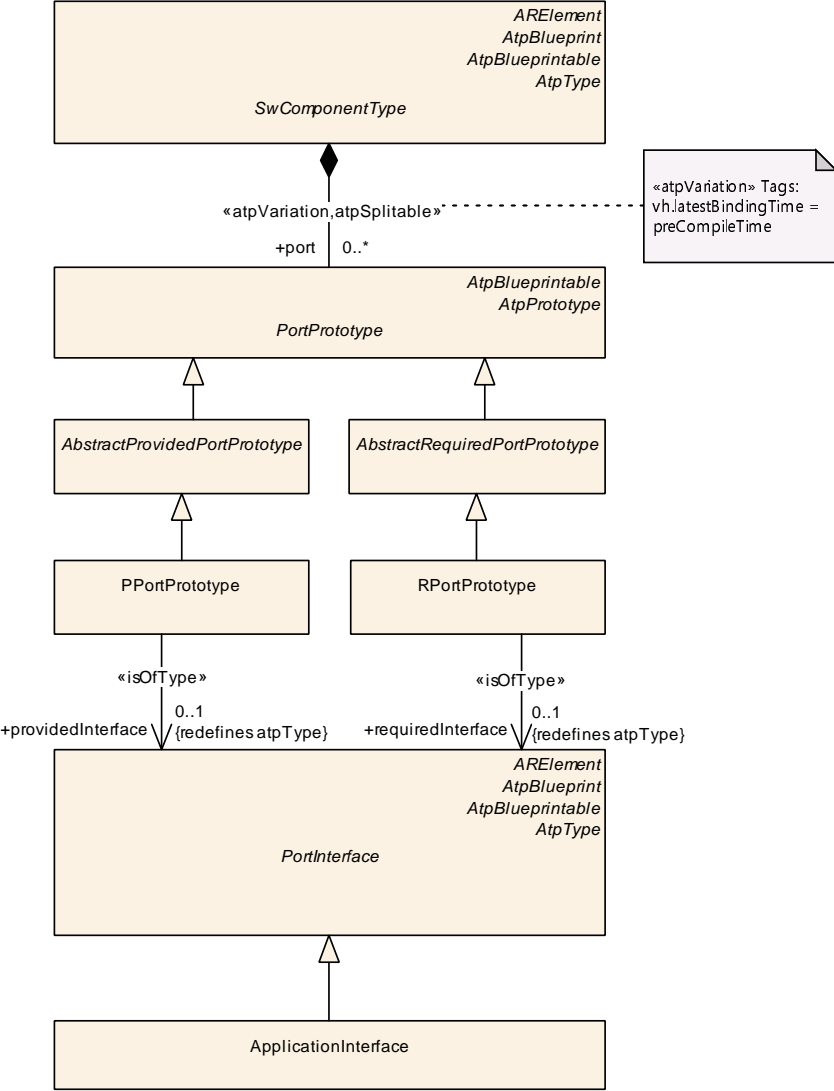 ARElement
AtpBlueprint
AtpBlueprintable
AtpType
SwComponentType
«atpVariation,atpSplitable»
«atpVariation» Tags:
vh.latestBindingTime =
preCompileTime
+port 0..*
AtpBlueprintable
AtpPrototype
PortPrototype
AbstractProvidedPortPrototype
AbstractRequiredPortPrototype
PPortPrototype
RPortPrototype
«isOfType»
«isOfType»
+providedInterface
0..1
{redefines atpType}
+requiredInterface
0..1
{redefines atpType}
ARElement
AtpBlueprint
AtpBlueprintable
AtpType
PortInterface
ApplicationInterface